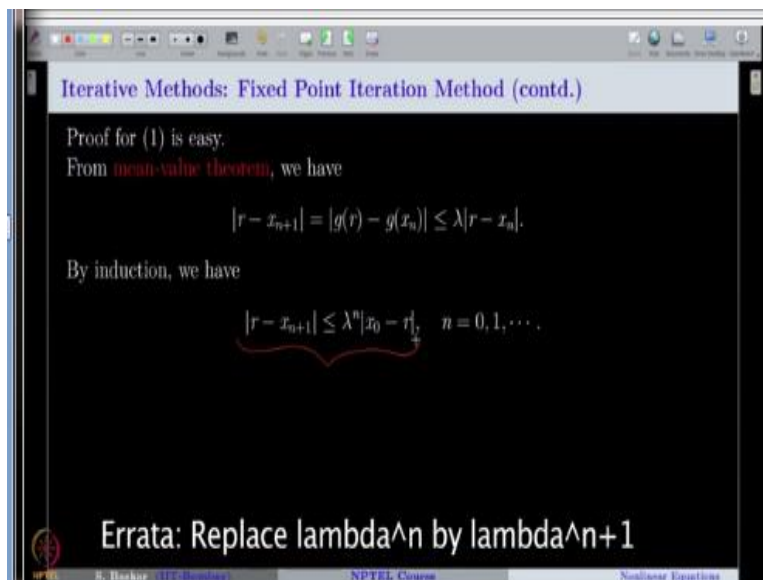 Iterative Methods: Fixed Point Iteration Method (contd.)
Proof for (1) is easy.
From mean-value theorem, we have
|r − x_{n+1}| = |g(r) − g(x_n)| ≤ λ|r − x_n|.
By induction, we have
|r − x_{n+1}| ≤ λ^n|x_0 − r|, n = 0, 1, ⋯ .
Errata: Replace lambda^n by lambda^n+1
S. Baskar (IIT-Bombay) NPTEL Course Nonlinear Equations